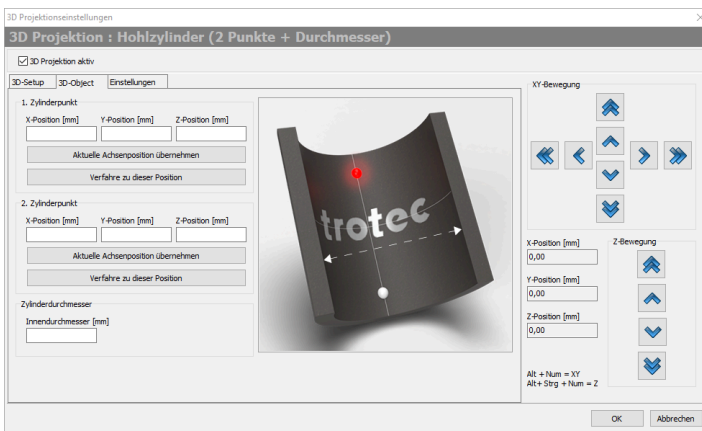 3D Projektionseinstellungen
3D Projektion : Hohlzylinder (2 Punkte + Durchmesser)
3D Projektion aktiv
3D-Setup 3D-Object Einstellungen
1. Zylinderpunkt
X-Position [mm] Y-Position [mm] Z-Position [mm]
Aktuelle Achsenposition übernehmen
Verfahre zu dieser Position
2. Zylinderpunkt
X-Position [mm] Y-Position [mm] Z-Position [mm]
Aktuelle Achsenposition übernehmen
Verfahre zu dieser Position
Zylinderdurchmesser
Innendurchmesser [mm]
trotec
XY-Bewegung
X-Position [mm]
0,00
Y-Position [mm]
0,00
Z-Position [mm]
0,00
Z-Bewegung
Alt + Num = XY
Alt+ Strg + Num = Z
OK Abbrechen